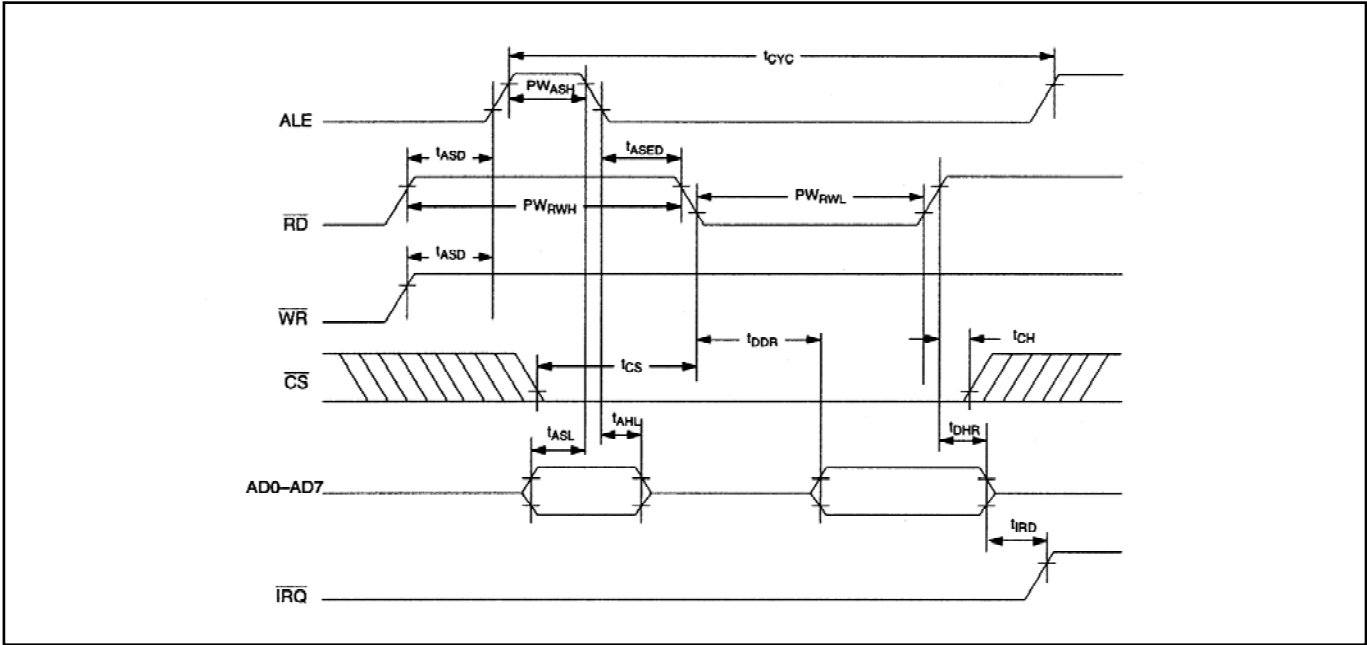 tCYC
PWASH
ALE
tASD
tASED
PWRWH
PWRWL
RD
tASD
WR
tDDR
tCH
tCS
CS
tASL
tAHL
tDHR
AD0–AD7
tIRD
IRQ